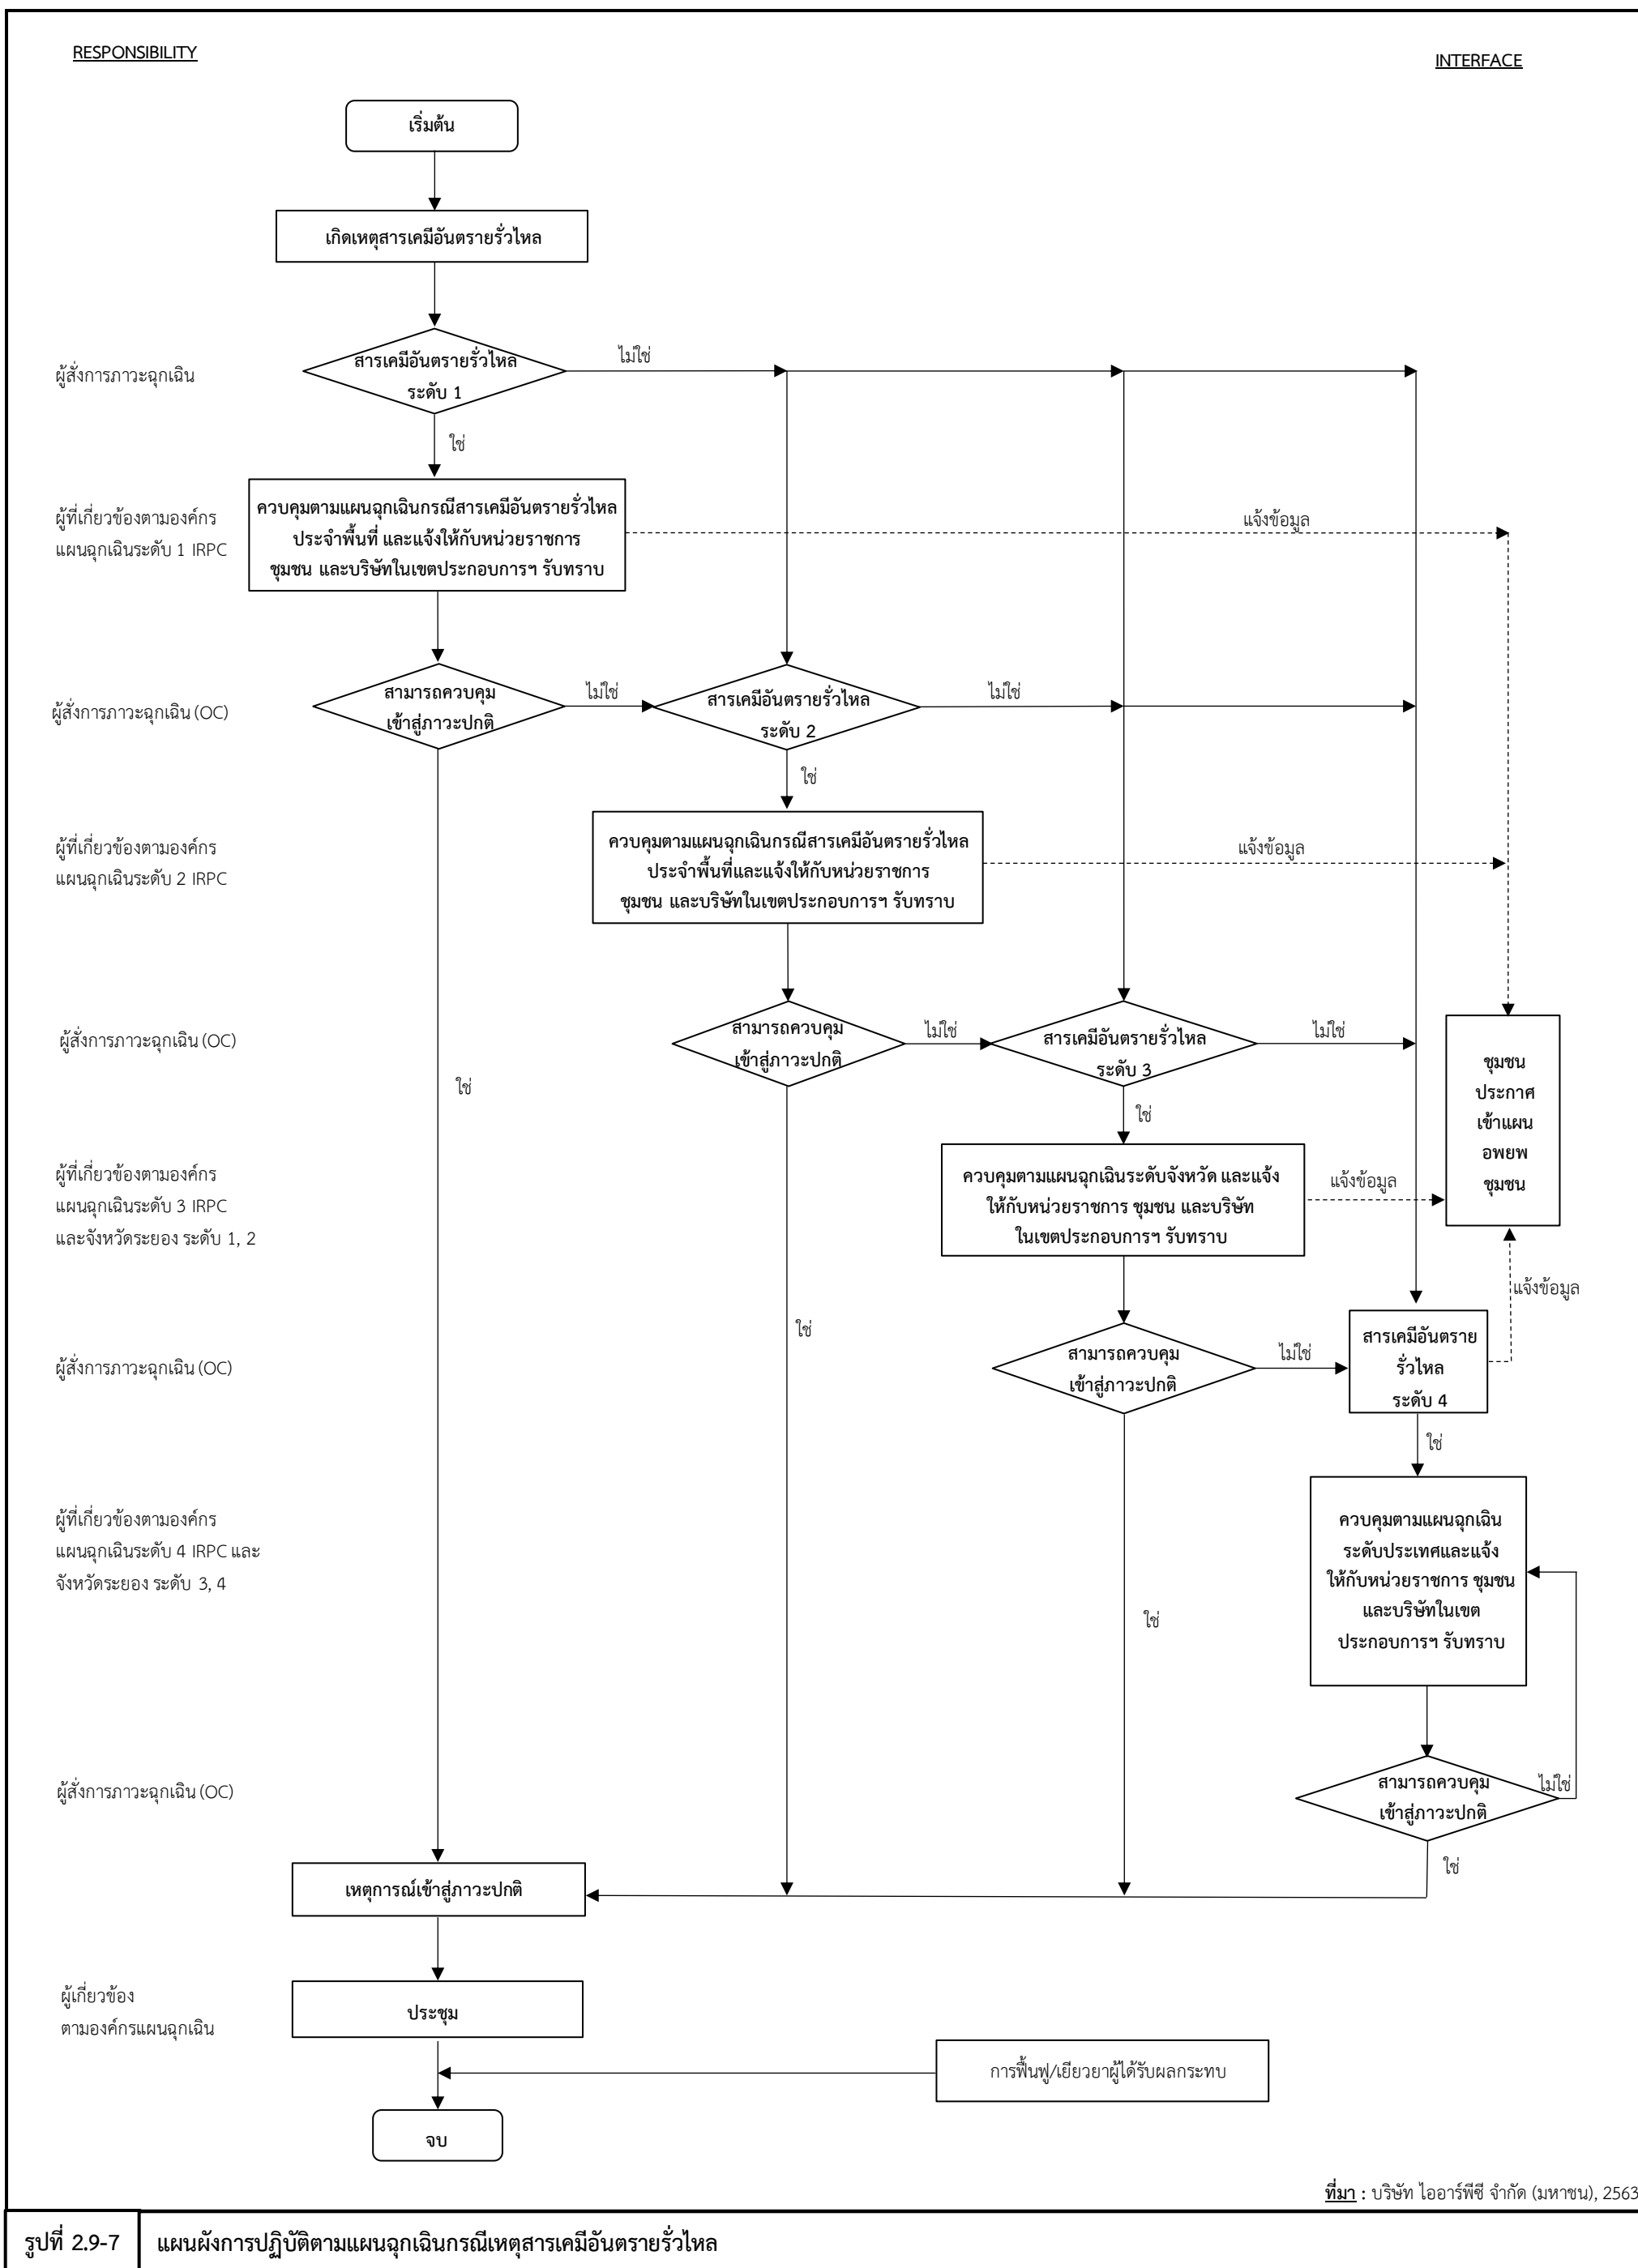 RESPONSIBILITY
INTERFACE
เริ่มต้น
เกิดเหตุสารเคมีอันตรายรั่วไหล
ผู้สั่งการภาวะฉุกเฉิน
สารเคมีอันตรายรั่วไหล
ระดับ 1
ไม่ใช่
ใช่
ผู้ที่เกี่ยวข้องตามองค์กร
แผนฉุกเฉินระดับ 1 IRPC
ควบคุมตามแผนฉุกเฉินกรณีสารเคมีอันตรายรั่วไหล
ประจำพื้นที่ และแจ้งให้กับหน่วยราชการ
ชุมชน และบริษัทในเขตประกอบการฯ รับทราบ
แจ้งข้อมูล
ผู้สั่งการภาวะฉุกเฉิน (OC)
สามารถควบคุม
เข้าสู่ภาวะปกติ
ไม่ใช่
สารเคมีอันตรายรั่วไหล
ระดับ 2
ไม่ใช่
ใช่
ผู้ที่เกี่ยวข้องตามองค์กร
แผนฉุกเฉินระดับ 2 IRPC
ควบคุมตามแผนฉุกเฉินกรณีสารเคมีอันตรายรั่วไหล
ประจำพื้นที่และแจ้งให้กับหน่วยราชการ
ชุมชน และบริษัทในเขตประกอบการฯ รับทราบ
แจ้งข้อมูล
ผู้สั่งการภาวะฉุกเฉิน (OC)
สามารถควบคุม
เข้าสู่ภาวะปกติ
ไม่ใช่
สารเคมีอันตรายรั่วไหล
ระดับ 3
ไม่ใช่
ใช่
ใช่
ชุมชน
ประกาศ
เข้าแผน
อพยพ
ชุมชน
ผู้ที่เกี่ยวข้องตามองค์กร
แผนฉุกเฉินระดับ 3 IRPC
และจังหวัดระยอง ระดับ 1, 2
ควบคุมตามแผนฉุกเฉินระดับจังหวัด และแจ้ง
ให้กับหน่วยราชการ ชุมชน และบริษัท
ในเขตประกอบการฯ รับทราบ
แจ้งข้อมูล
แจ้งข้อมูล
ใช่
ผู้สั่งการภาวะฉุกเฉิน (OC)
สามารถควบคุม
เข้าสู่ภาวะปกติ
ไม่ใช่
สารเคมีอันตราย
รั่วไหล
ระดับ 4
ใช่
ผู้ที่เกี่ยวข้องตามองค์กร
แผนฉุกเฉินระดับ 4 IRPC และ
จังหวัดระยอง ระดับ 3, 4
ควบคุมตามแผนฉุกเฉิน
ระดับประเทศและแจ้ง
ให้กับหน่วยราชการ ชุมชน
และบริษัทในเขต
ประกอบการฯ รับทราบ
ใช่
ผู้สั่งการภาวะฉุกเฉิน (OC)
สามารถควบคุม
เข้าสู่ภาวะปกติ
ไม่ใช่
ใช่
เหตุการณ์เข้าสู่ภาวะปกติ
ผู้เกี่ยวข้อง
ตามองค์กรแผนฉุกเฉิน
ประชุม
การฟื้นฟู/เยียวยาผู้ได้รับผลกระทบ
จบ
ที่มา : บริษัท ไออาร์พีซี จำกัด (มหาชน), 2563
รูปที่ 2.9-7 แผนผังการปฏิบัติตามแผนฉุกเฉินกรณีเหตุสารเคมีอันตรายรั่วไหล